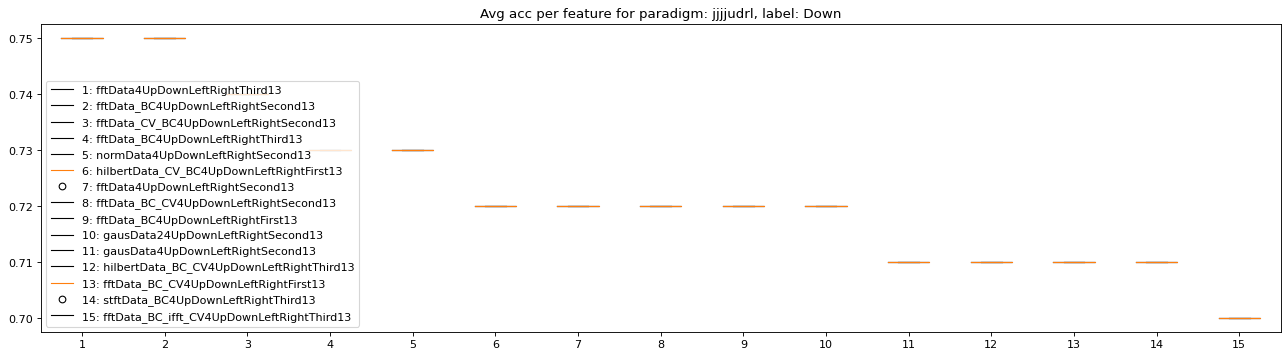 Avg acc per feature for paradigm: jjjjudrl, label: Down
0.75
0.74
0.73
0.72
0.71
0.70
1: fftData4UpDownLeftRightThird13
2: fftData_BC4UpDownLeftRightSecond13
3: fftData_CV_BC4UpDownLeftRightSecond13
4: fftData_BC4UpDownLeftRightThird13
5: normData4UpDownLeftRightSecond13
6: hilbertData_CV_BC4UpDownLeftRightFirst13
7: fftData4UpDownLeftRightSecond13
8: fftData_BC_CV4UpDownLeftRightSecond13
9: fftData_BC4UpDownLeftRightFirst13
10: gausData24UpDownLeftRightSecond13
11: gausData4UpDownLeftRightSecond13
12: hilbertData_BC_CV4UpDownLeftRightThird13
13: fftData_BC_CV4UpDownLeftRightFirst13
14: stftData_BC4UpDownLeftRightThird13
15: fftData_BC_ifft_CV4UpDownLeftRightThird13
1 2 3 4 5 6 7 8 9 10 11 12 13 14 15